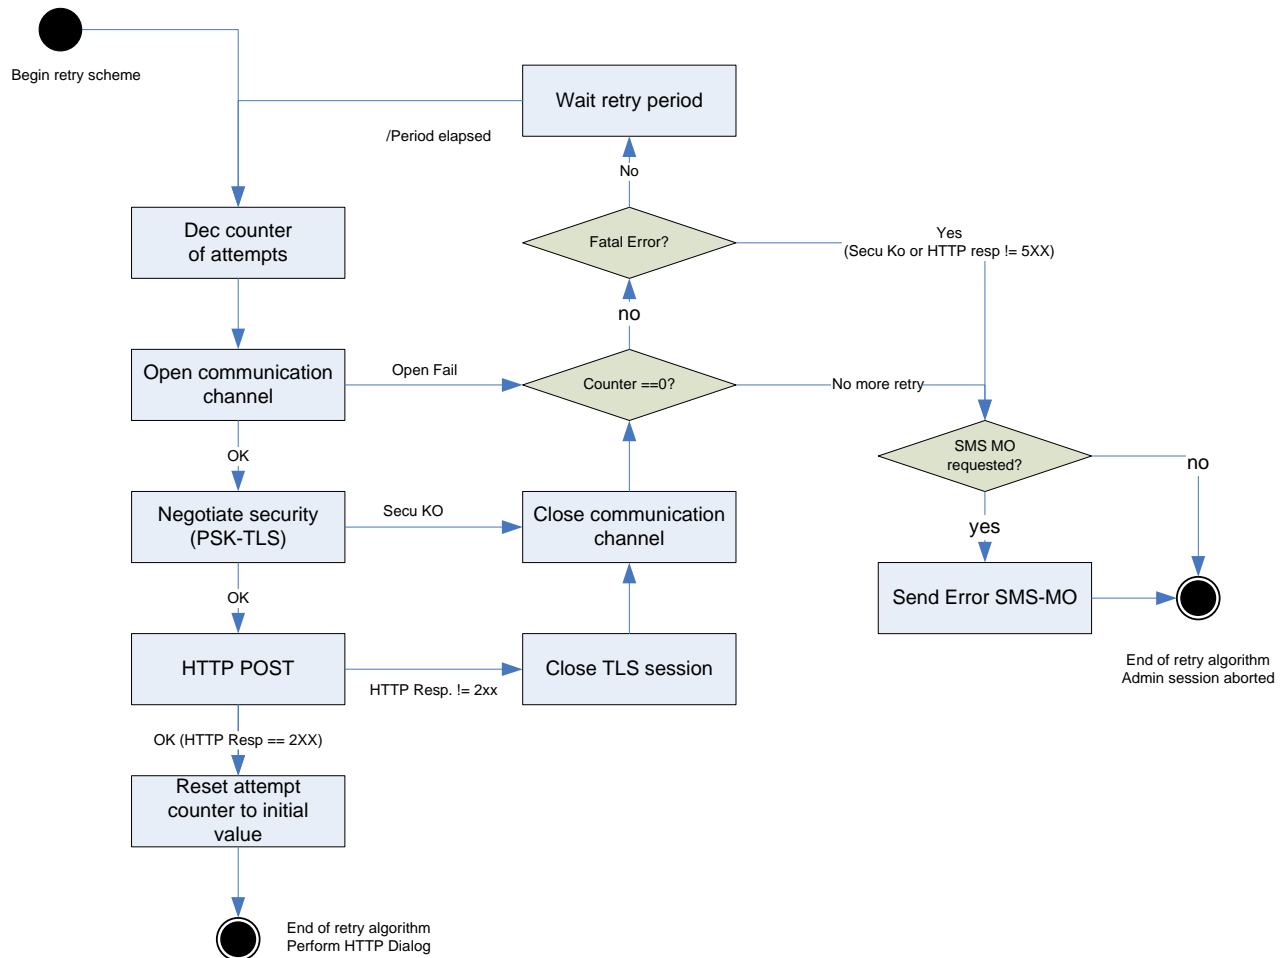 Begin retry scheme
Wait retry period
/Period elapsed
No
Dec counter
of attempts
Fatal Error?
Yes
(Secu Ko or HTTP resp != 5XX)
no
Open communication
channel
Open Fail
Counter ==0?
No more retry
OK
SMS MO
requested?
no
Negotiate security
(PSK-TLS)
Secu KO
Close communication
channel
yes
OK
Send Error SMS-MO
HTTP POST
HTTP Resp. != 2xx
Close TLS session
End of retry algorithm
Admin session aborted
OK (HTTP Resp == 2XX)
Reset attempt
counter to initial
value
End of retry algorithm
Perform HTTP Dialog